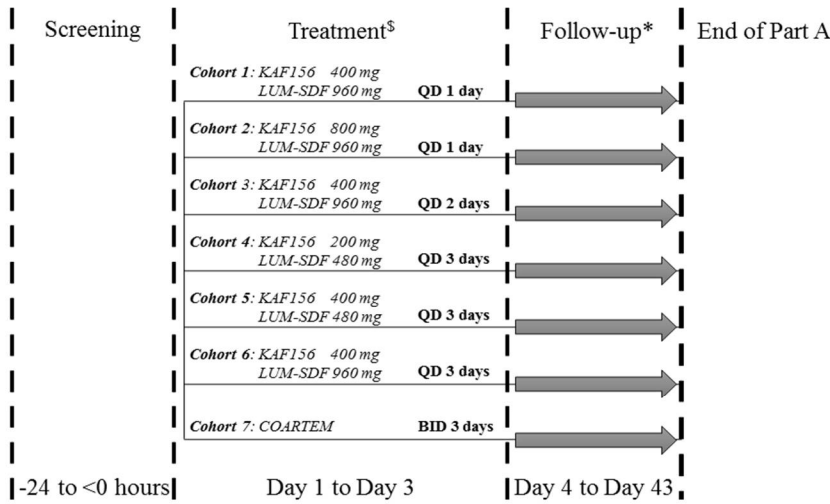 Screening Treatment$ Follow-up* End of Part A
Cohort 1: KAF156 400 mg
LUM-SDF 960 mg QD 1 day
Cohort 2: KAF156 800 mg
LUM-SDF 960 mg QD 1 day
Cohort 3: KAF156 400 mg
LUM-SDF 960 mg QD 2 days
Cohort 4: KAF156 200 mg
LUM-SDF 480 mg QD 3 days
Cohort 5: KAF156 400 mg
LUM-SDF 480 mg QD 3 days
Cohort 6: KAF156 400 mg
LUM-SDF 960 mg QD 3 days
Cohort 7: COARTEM BID 3 days
-24 to <0 hours Day 1 to Day 3 Day 4 to Day 43